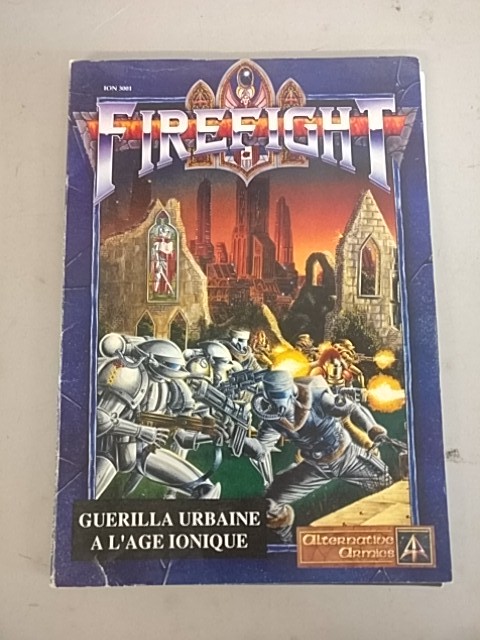 ION 3001
FIREFIGHT
GUERILLA URBAINE
A L'AGE IONIQUE
Alternative
Armies